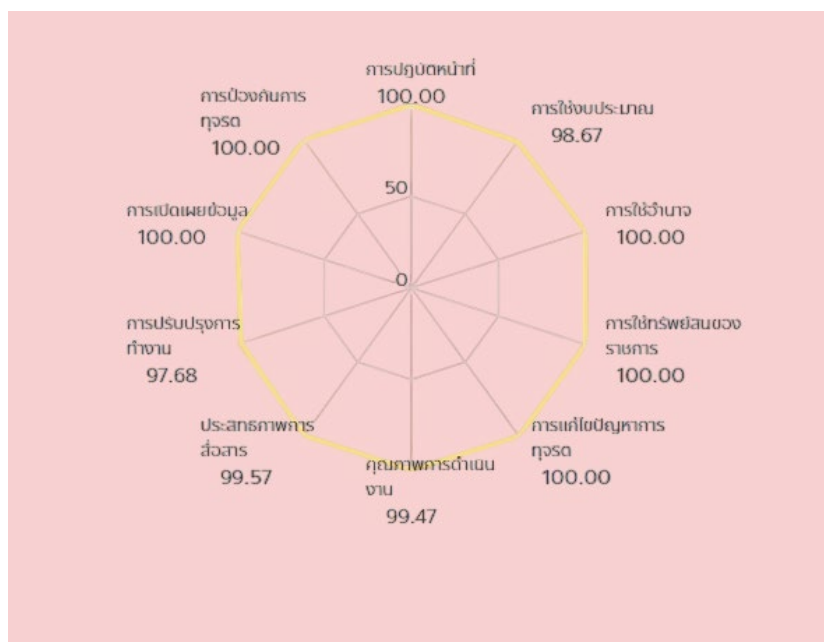 การปฏิบัติหน้าที่
100.00
การใช้งบประมาณ
98.67
การใช้อำนาจ
100.00
การใช้ทรัพย์สินของ
ราชการ
100.00
การแก้ไขปัญหาการ
ทุจริต
100.00
คุณภาพการดำเนิน
งาน
99.47
ประสิทธิภาพการ
สื่อสาร
99.57
การปรับปรุงการ
ทำงาน
97.68
การเปิดเผยข้อมูล
100.00
การป้องกันการ
ทุจริต
100.00
50
0